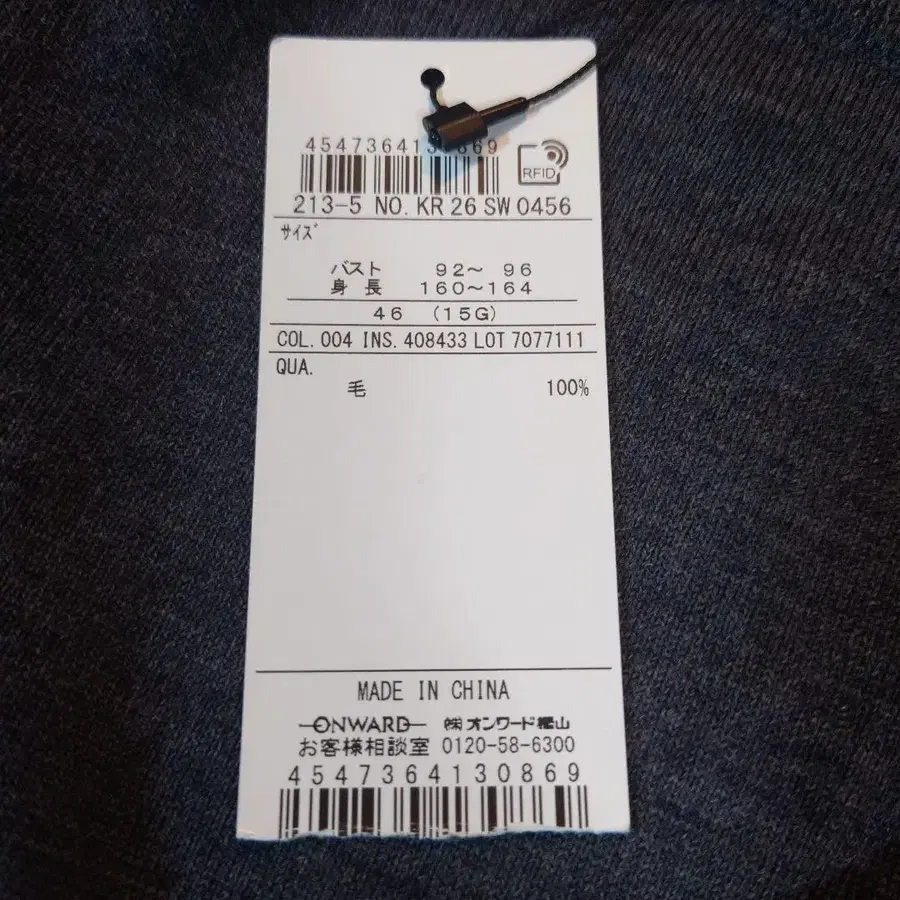 4547364130869
RFID
213-5 NO. KR 26 SW 0456
サイズ
バスト 92～ 96
身 長 160～164
46 (15G)
COL. 004 INS. 408433 LOT 7077111
QUA.
毛 100%
MADE IN CHINA
ONWARD ㈱オンワード樫山
お客様相談室 0120-58-6300
4547364130869